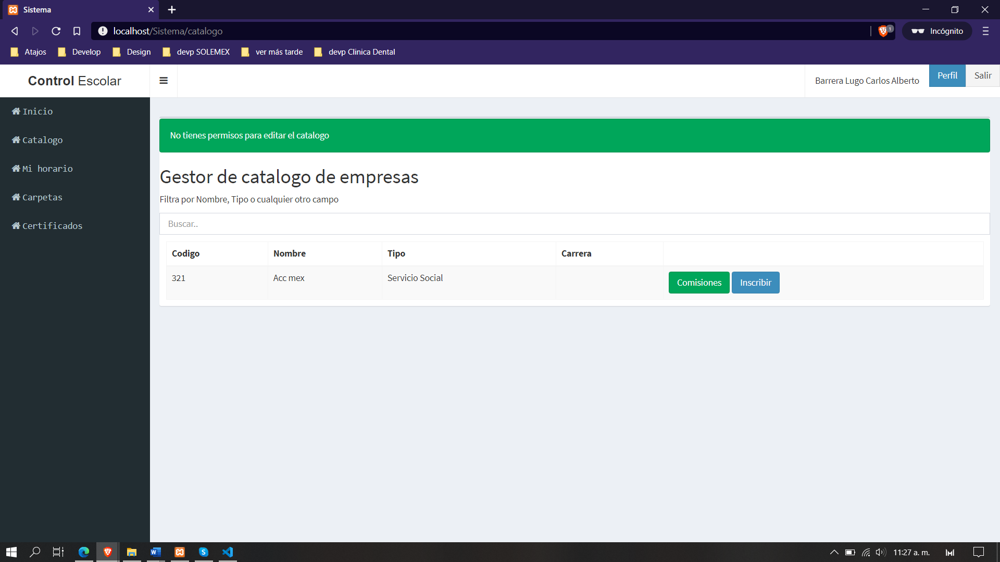 Sistema
localhost/Sistema/catalogo
1
Incógnito
Atajos Develop Design devp SOLEMEX ver más tarde devp Clinica Dental
Control Escolar
Barrera Lugo Carlos Alberto
Perfil
Salir
Inicio
Catalogo
Mi horario
Carpetas
Certificados
No tienes permisos para editar el catalogo
Gestor de catalogo de empresas
Filtra por Nombre, Tipo o cualquier otro campo
Buscar..
Codigo Nombre Tipo Carrera
321 Acc mex Servicio Social Comisiones Inscribir
11:27 a. m.